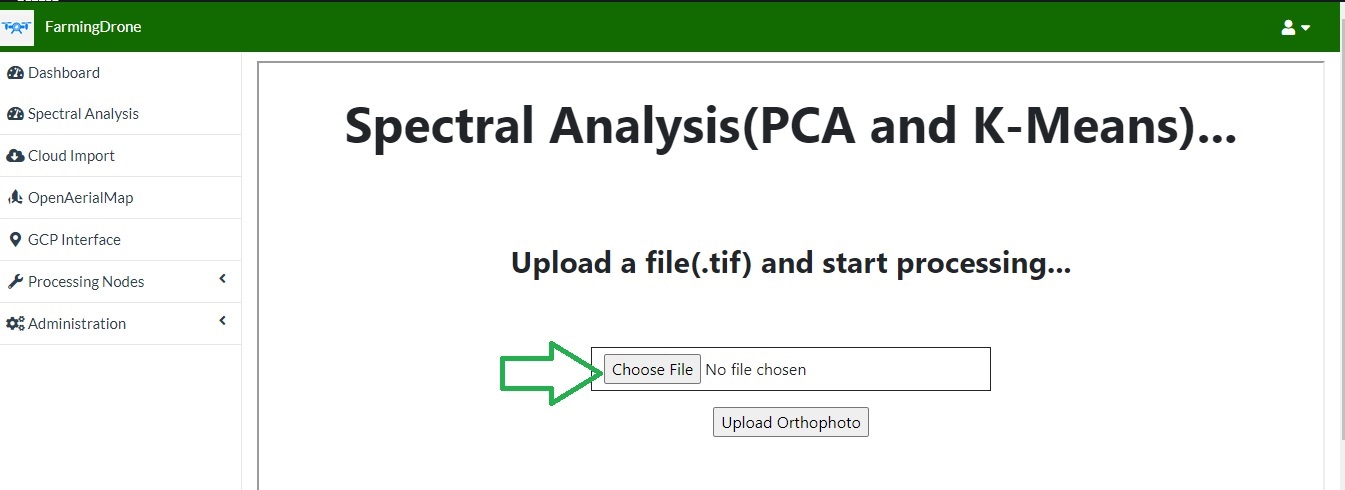 FarmingDrone
Dashboard
Spectral Analysis
Cloud Import
OpenAerialMap
GCP Interface
Processing Nodes
Administration
Spectral Analysis(PCA and K-Means)...
Upload a file(.tif) and start processing...
Choose File No file chosen
Upload Orthophoto